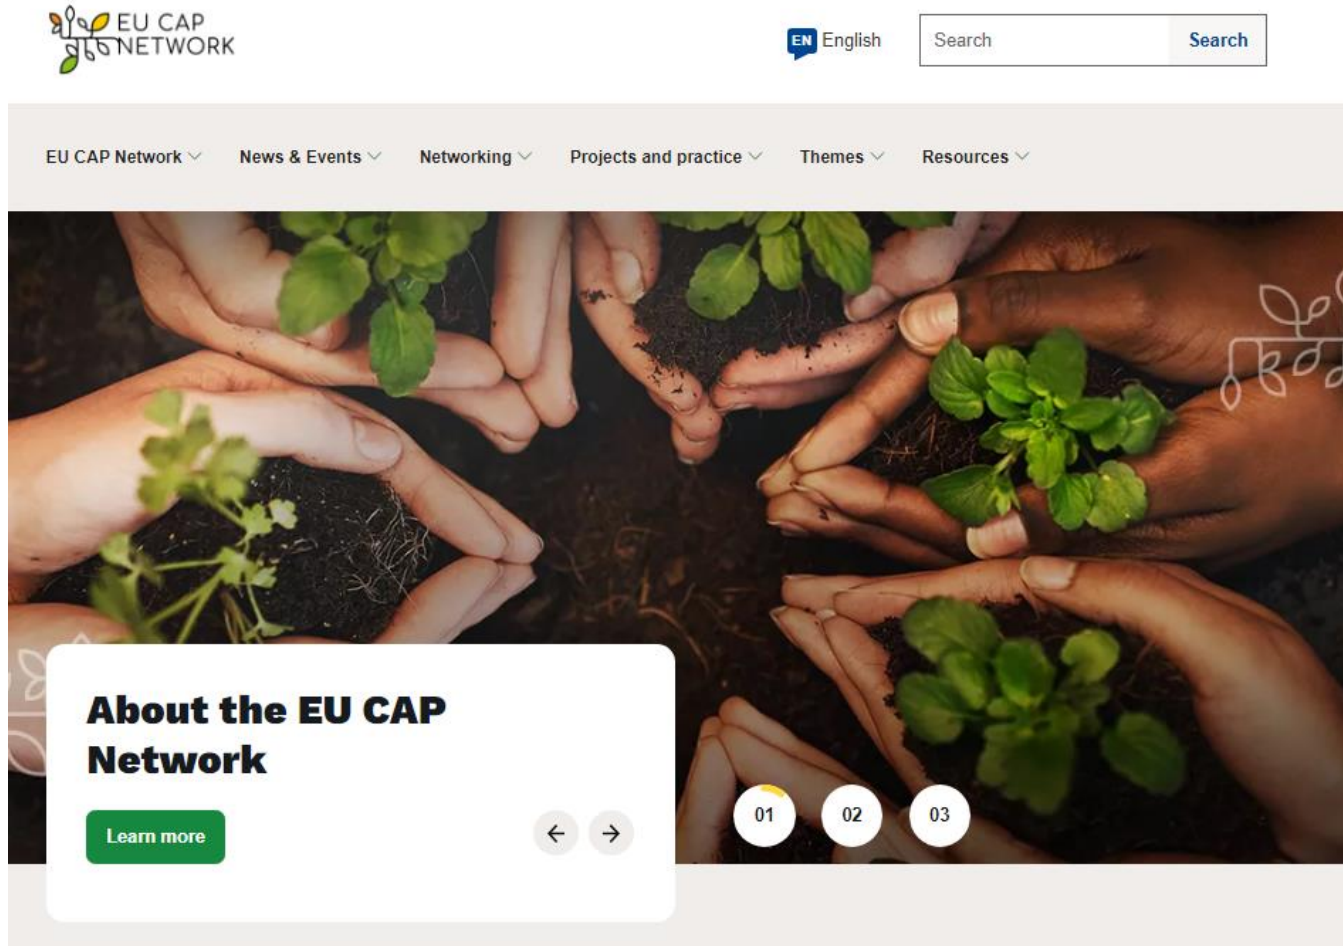 EU CAP
NETWORK
EN English
Search
Search
EU CAP Network
News & Events
Networking
Projects and practice
Themes
Resources
About the EU CAP
Network
Learn more
01
02
03